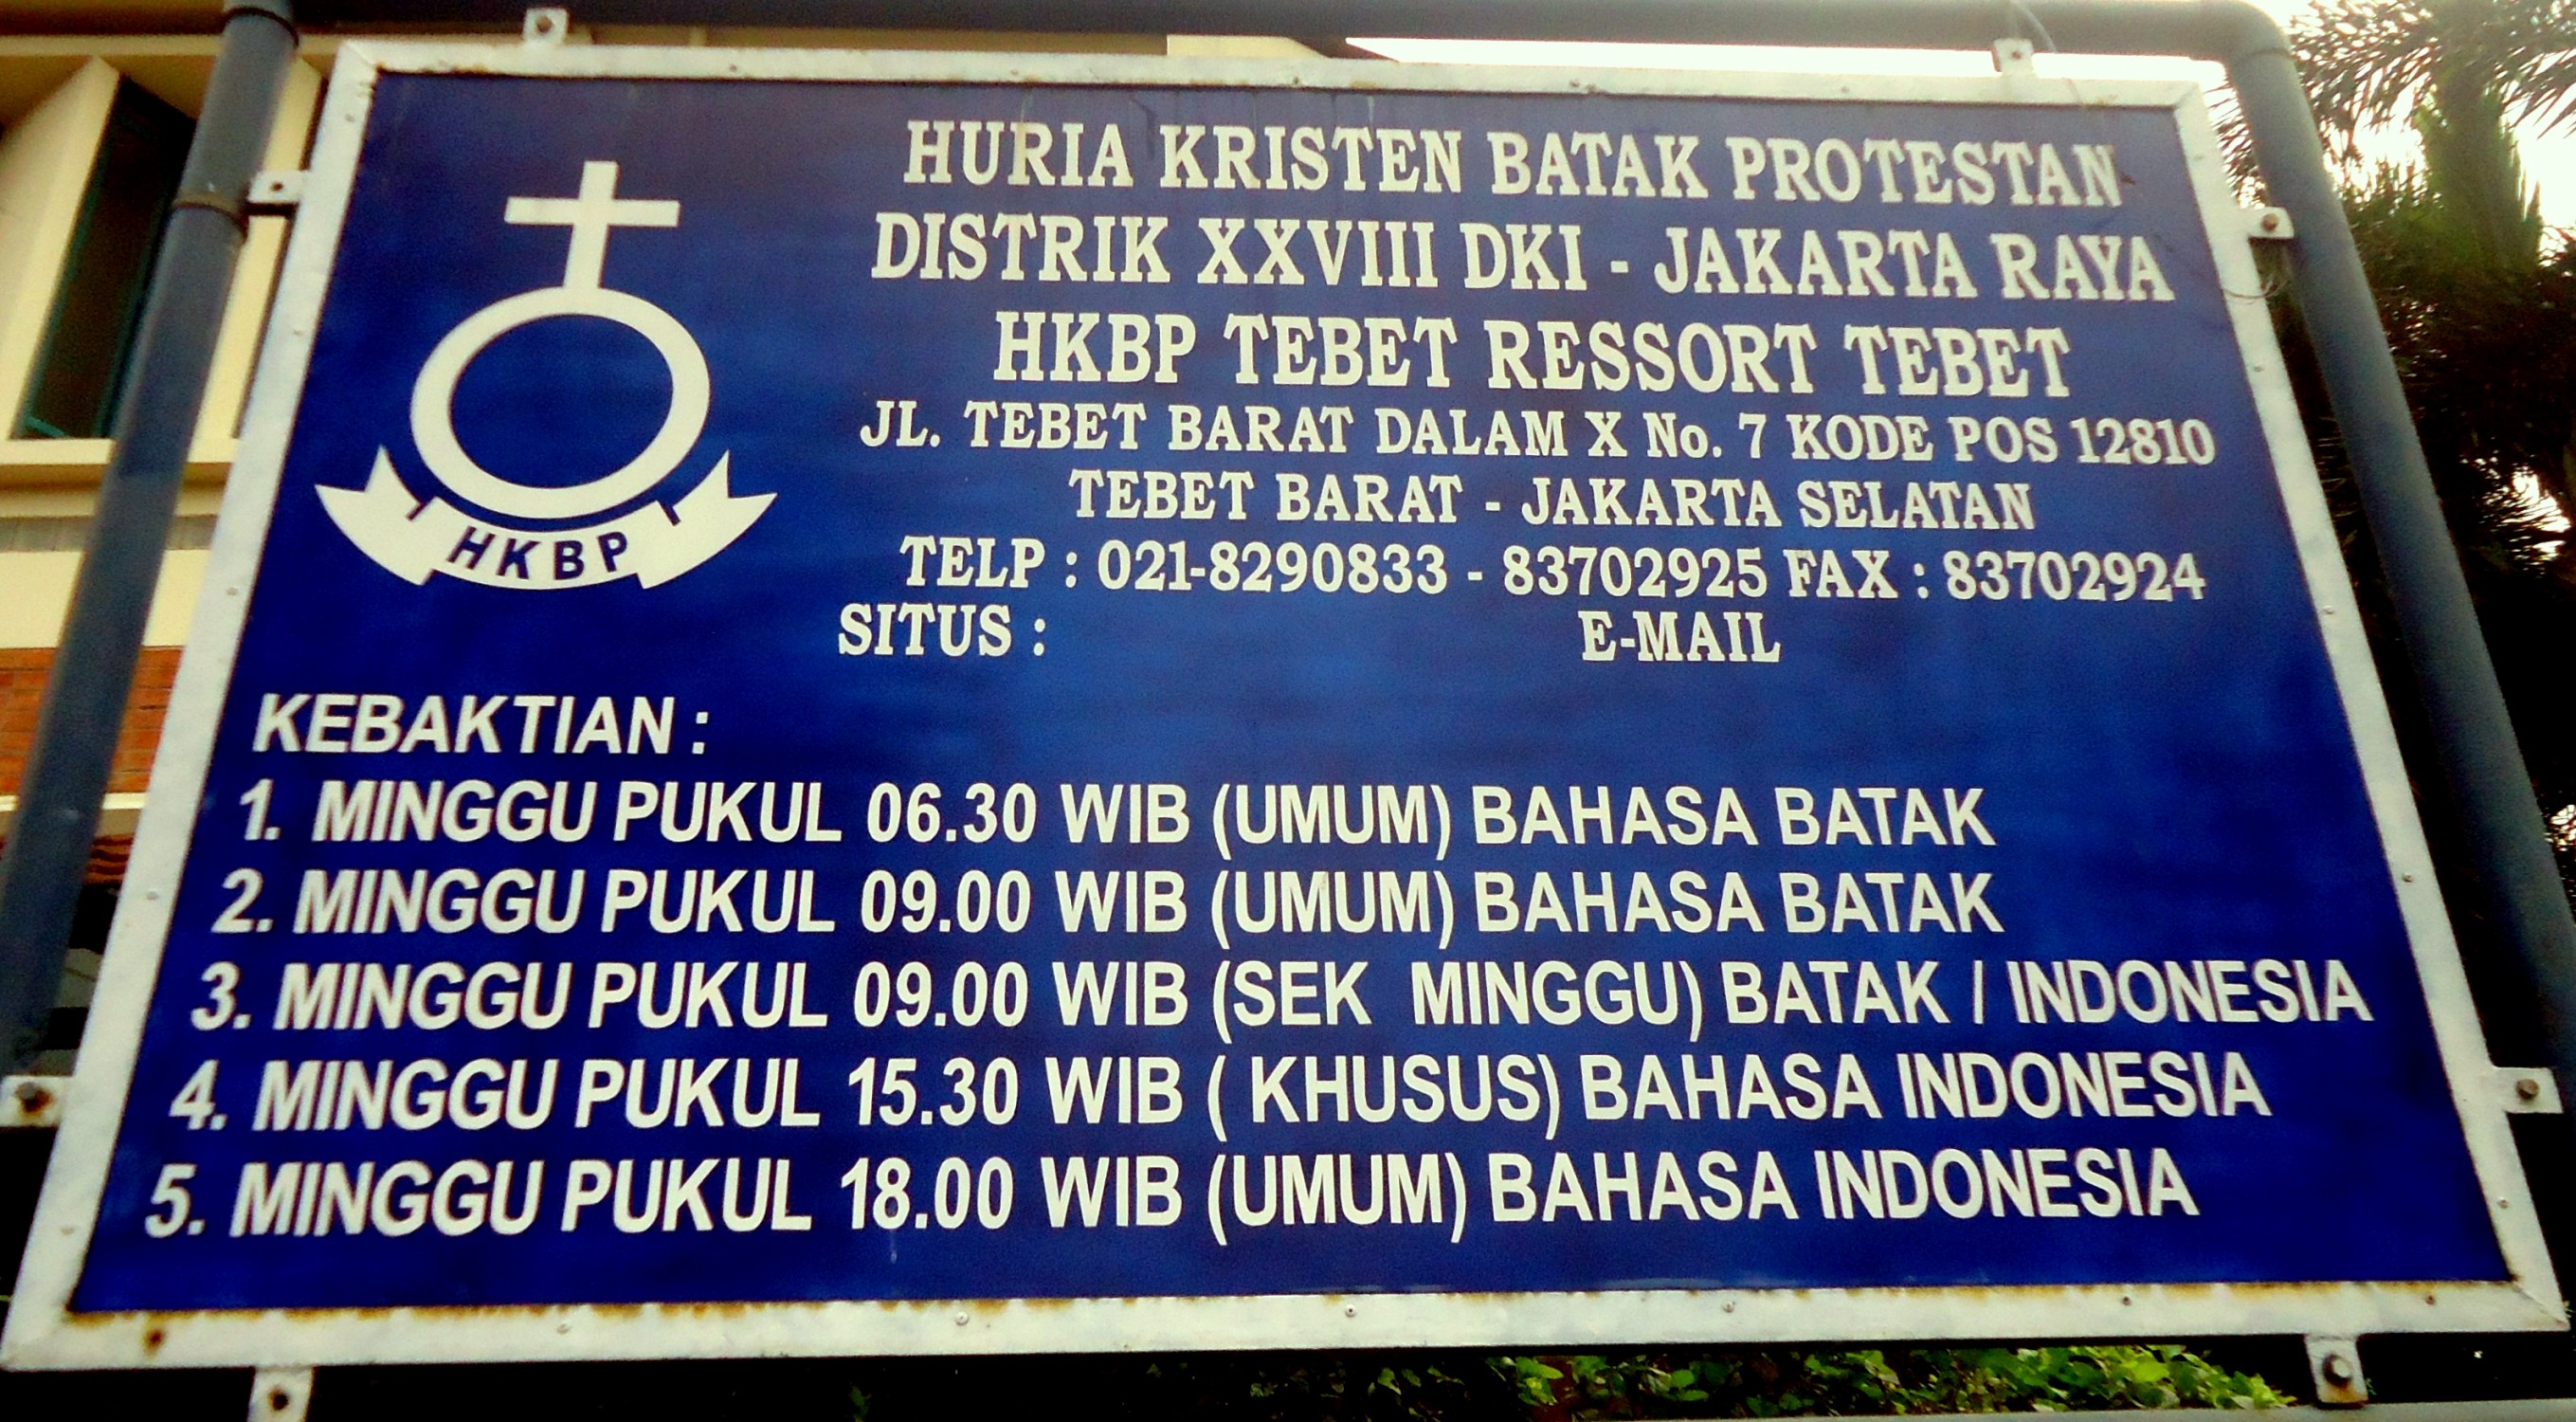 HURIA KRISTEN BATAK PROTESTAN
DISTRIK XXVIII DKI - JAKARTA RAYA
HKBP TEBET RESSORT TEBET
JL. TEBET BARAT DALAM X No. 7 KODE POS 12810
TEBET BARAT - JAKARTA SELATAN
TELP : 021-8290833 - 83702925 FAX : 83702924
SITUS : E-MAIL
HKBP
KEBAKTIAN :
1. MINGGU PUKUL 06.30 WIB (UMUM) BAHASA BATAK
2. MINGGU PUKUL 09.00 WIB (UMUM) BAHASA BATAK
3. MINGGU PUKUL 09.00 WIB (SEK MINGGU) BATAK / INDONESIA
4. MINGGU PUKUL 15.30 WIB ( KHUSUS) BAHASA INDONESIA
5. MINGGU PUKUL 18.00 WIB (UMUM) BAHASA INDONESIA